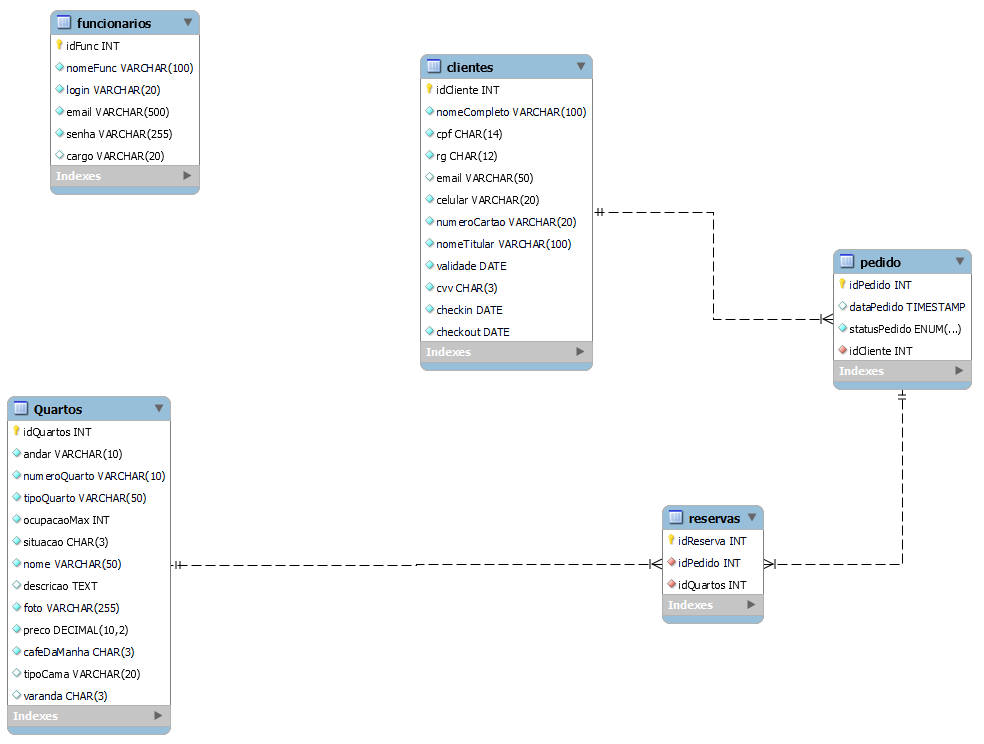 funcionarios
idFunc INT
nomeFunc VARCHAR(100)
login VARCHAR(20)
email VARCHAR(500)
senha VARCHAR(255)
cargo VARCHAR(20)
Indexes
clientes
idCliente INT
nomeCompleto VARCHAR(100)
cpf CHAR(14)
rg CHAR(12)
email VARCHAR(50)
celular VARCHAR(20)
numeroCartao VARCHAR(20)
nomeTitular VARCHAR(100)
validade DATE
cvv CHAR(3)
checkin DATE
checkout DATE
Indexes
pedido
idPedido INT
dataPedido TIMESTAMP
statusPedido ENUM(...)
idCliente INT
Indexes
Quartos
idQuartos INT
andar VARCHAR(10)
numeroQuarto VARCHAR(10)
tipoQuarto VARCHAR(50)
ocupacaoMax INT
situacao CHAR(3)
nome VARCHAR(50)
descricao TEXT
foto VARCHAR(255)
preco DECIMAL(10,2)
cafeDaManha CHAR(3)
tipoCama VARCHAR(20)
varanda CHAR(3)
Indexes
reservas
idReserva INT
idPedido INT
idQuartos INT
Indexes